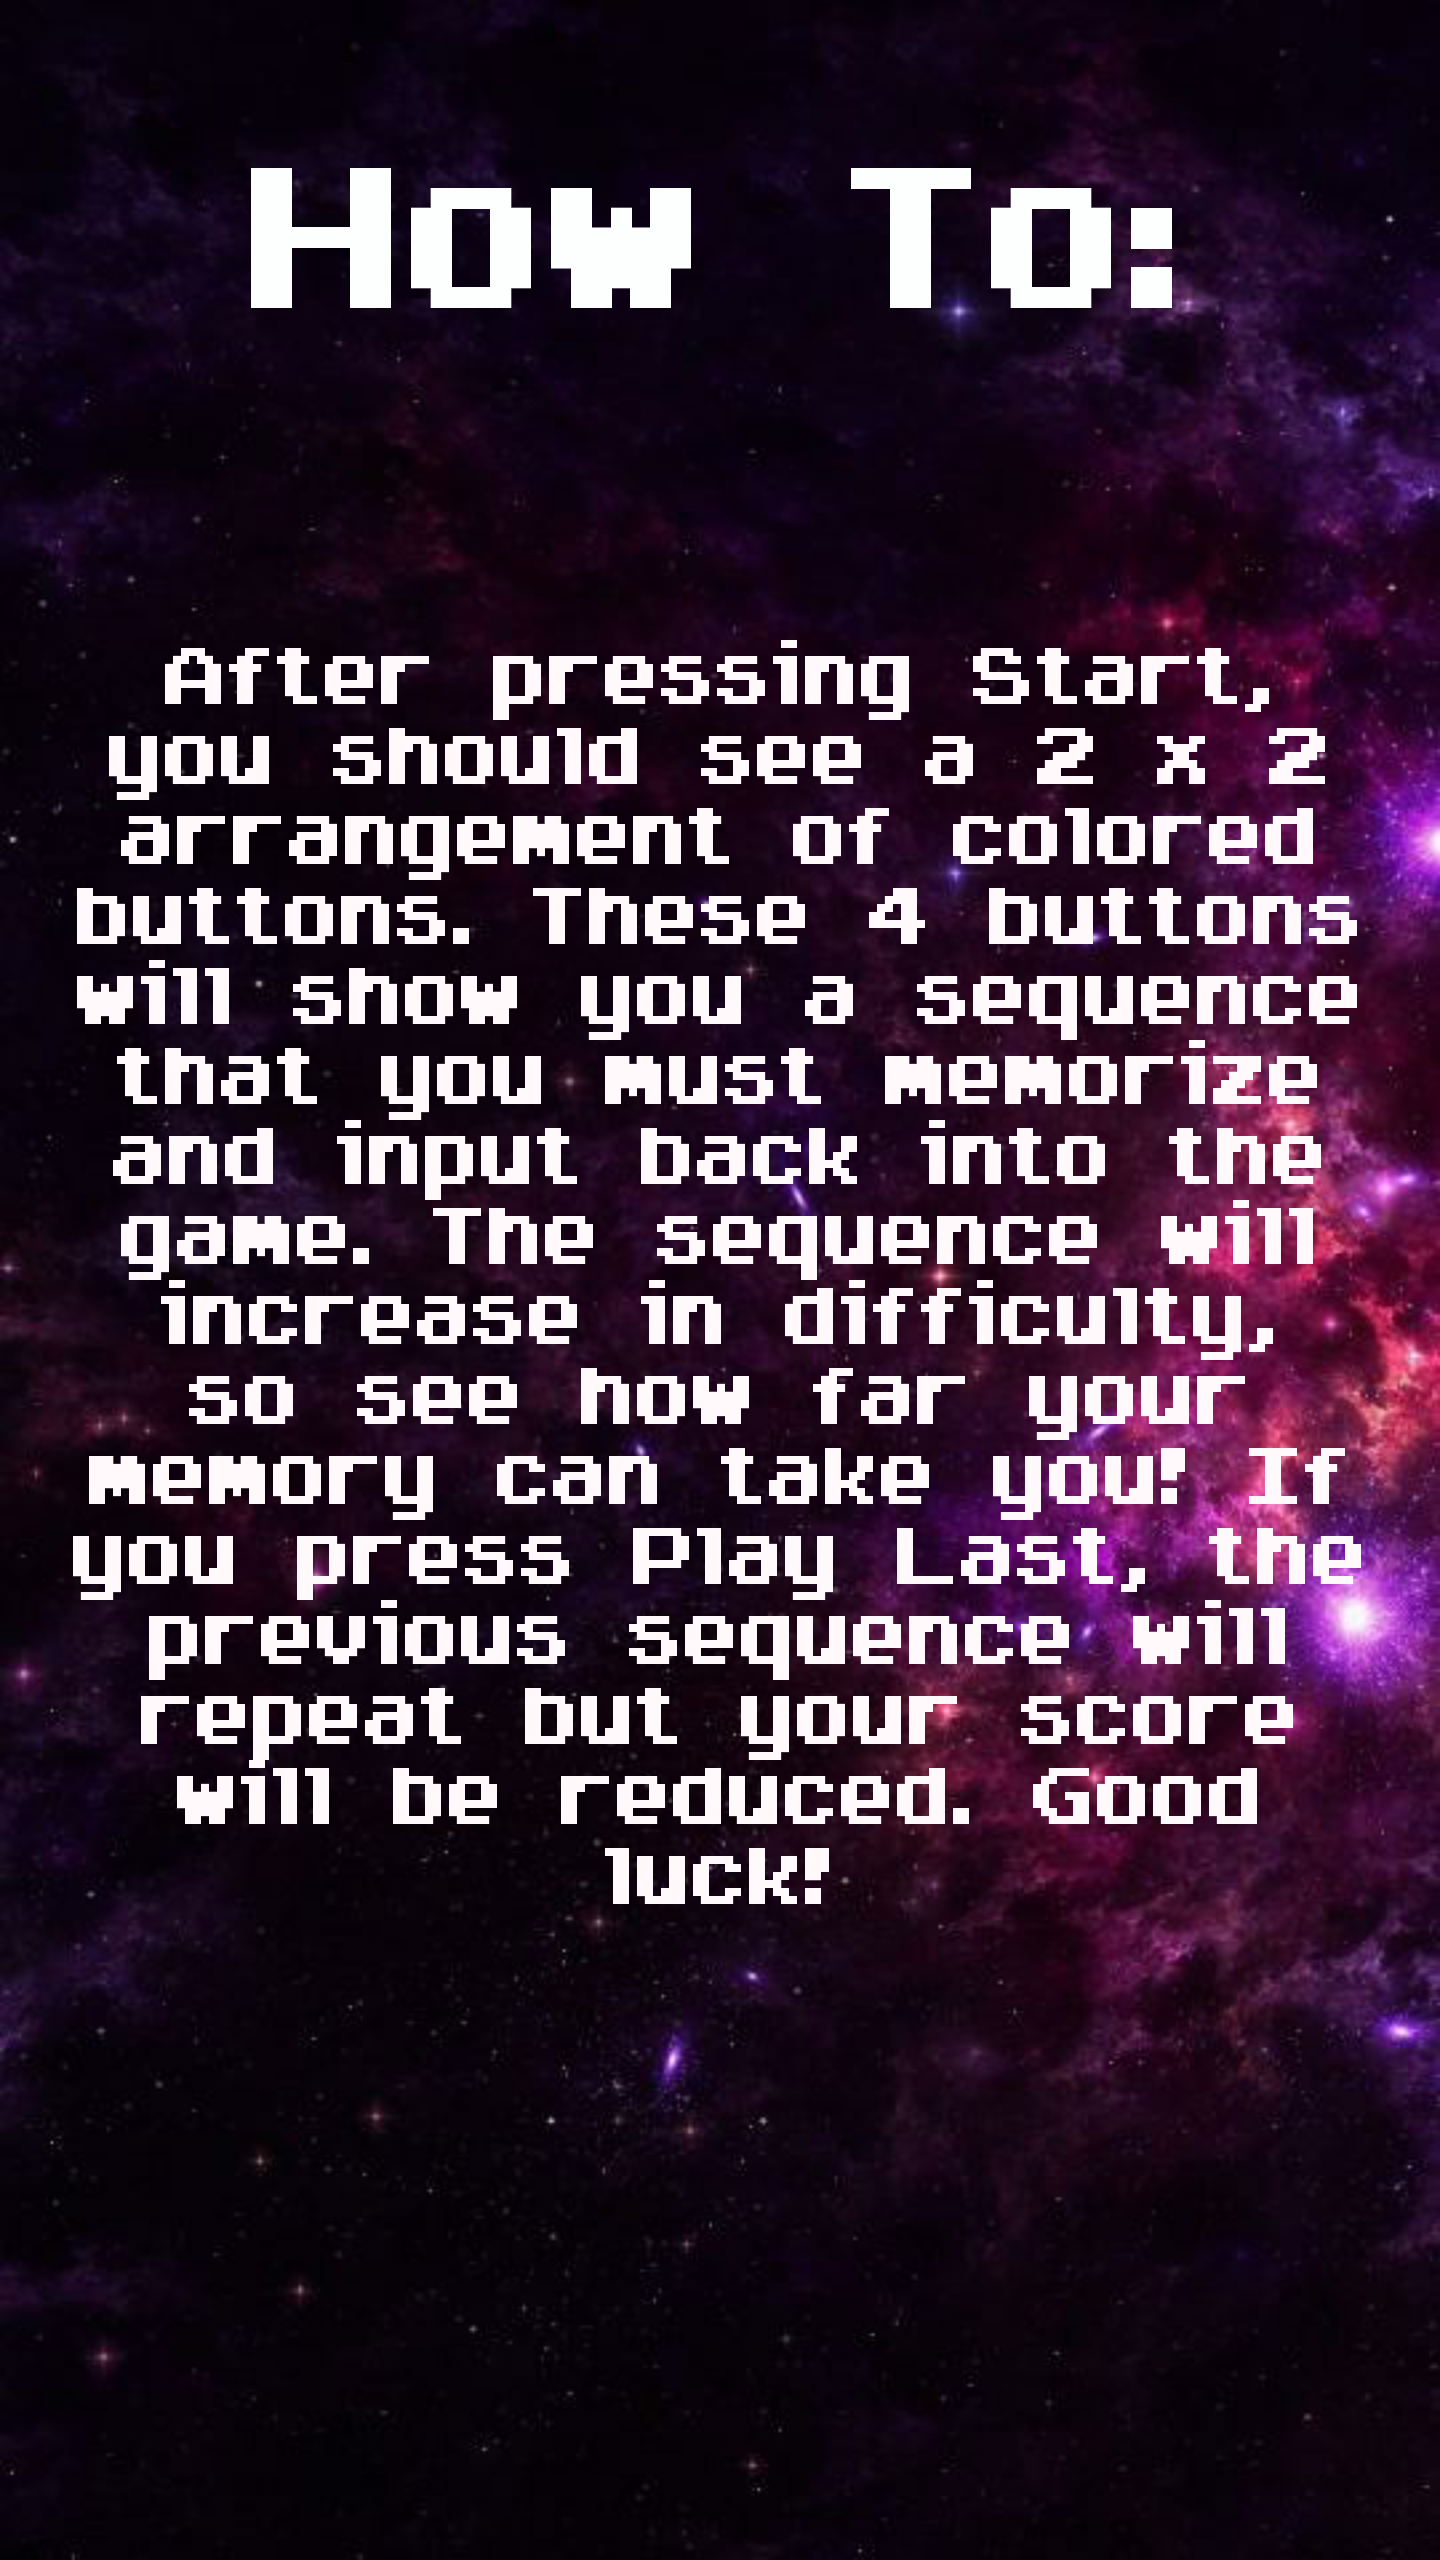 How To:
After pressing Start,
you should see a 2 x 2
arrangement of colored
buttons. These 4 buttons
will show you a sequence
that you must memorize
and input back into the
game. The sequence will
increase in difficulty,
so see how far your
memory can take you! If
you press Play Last, the
previous sequence will
repeat but your score
will be reduced. Good
luck!